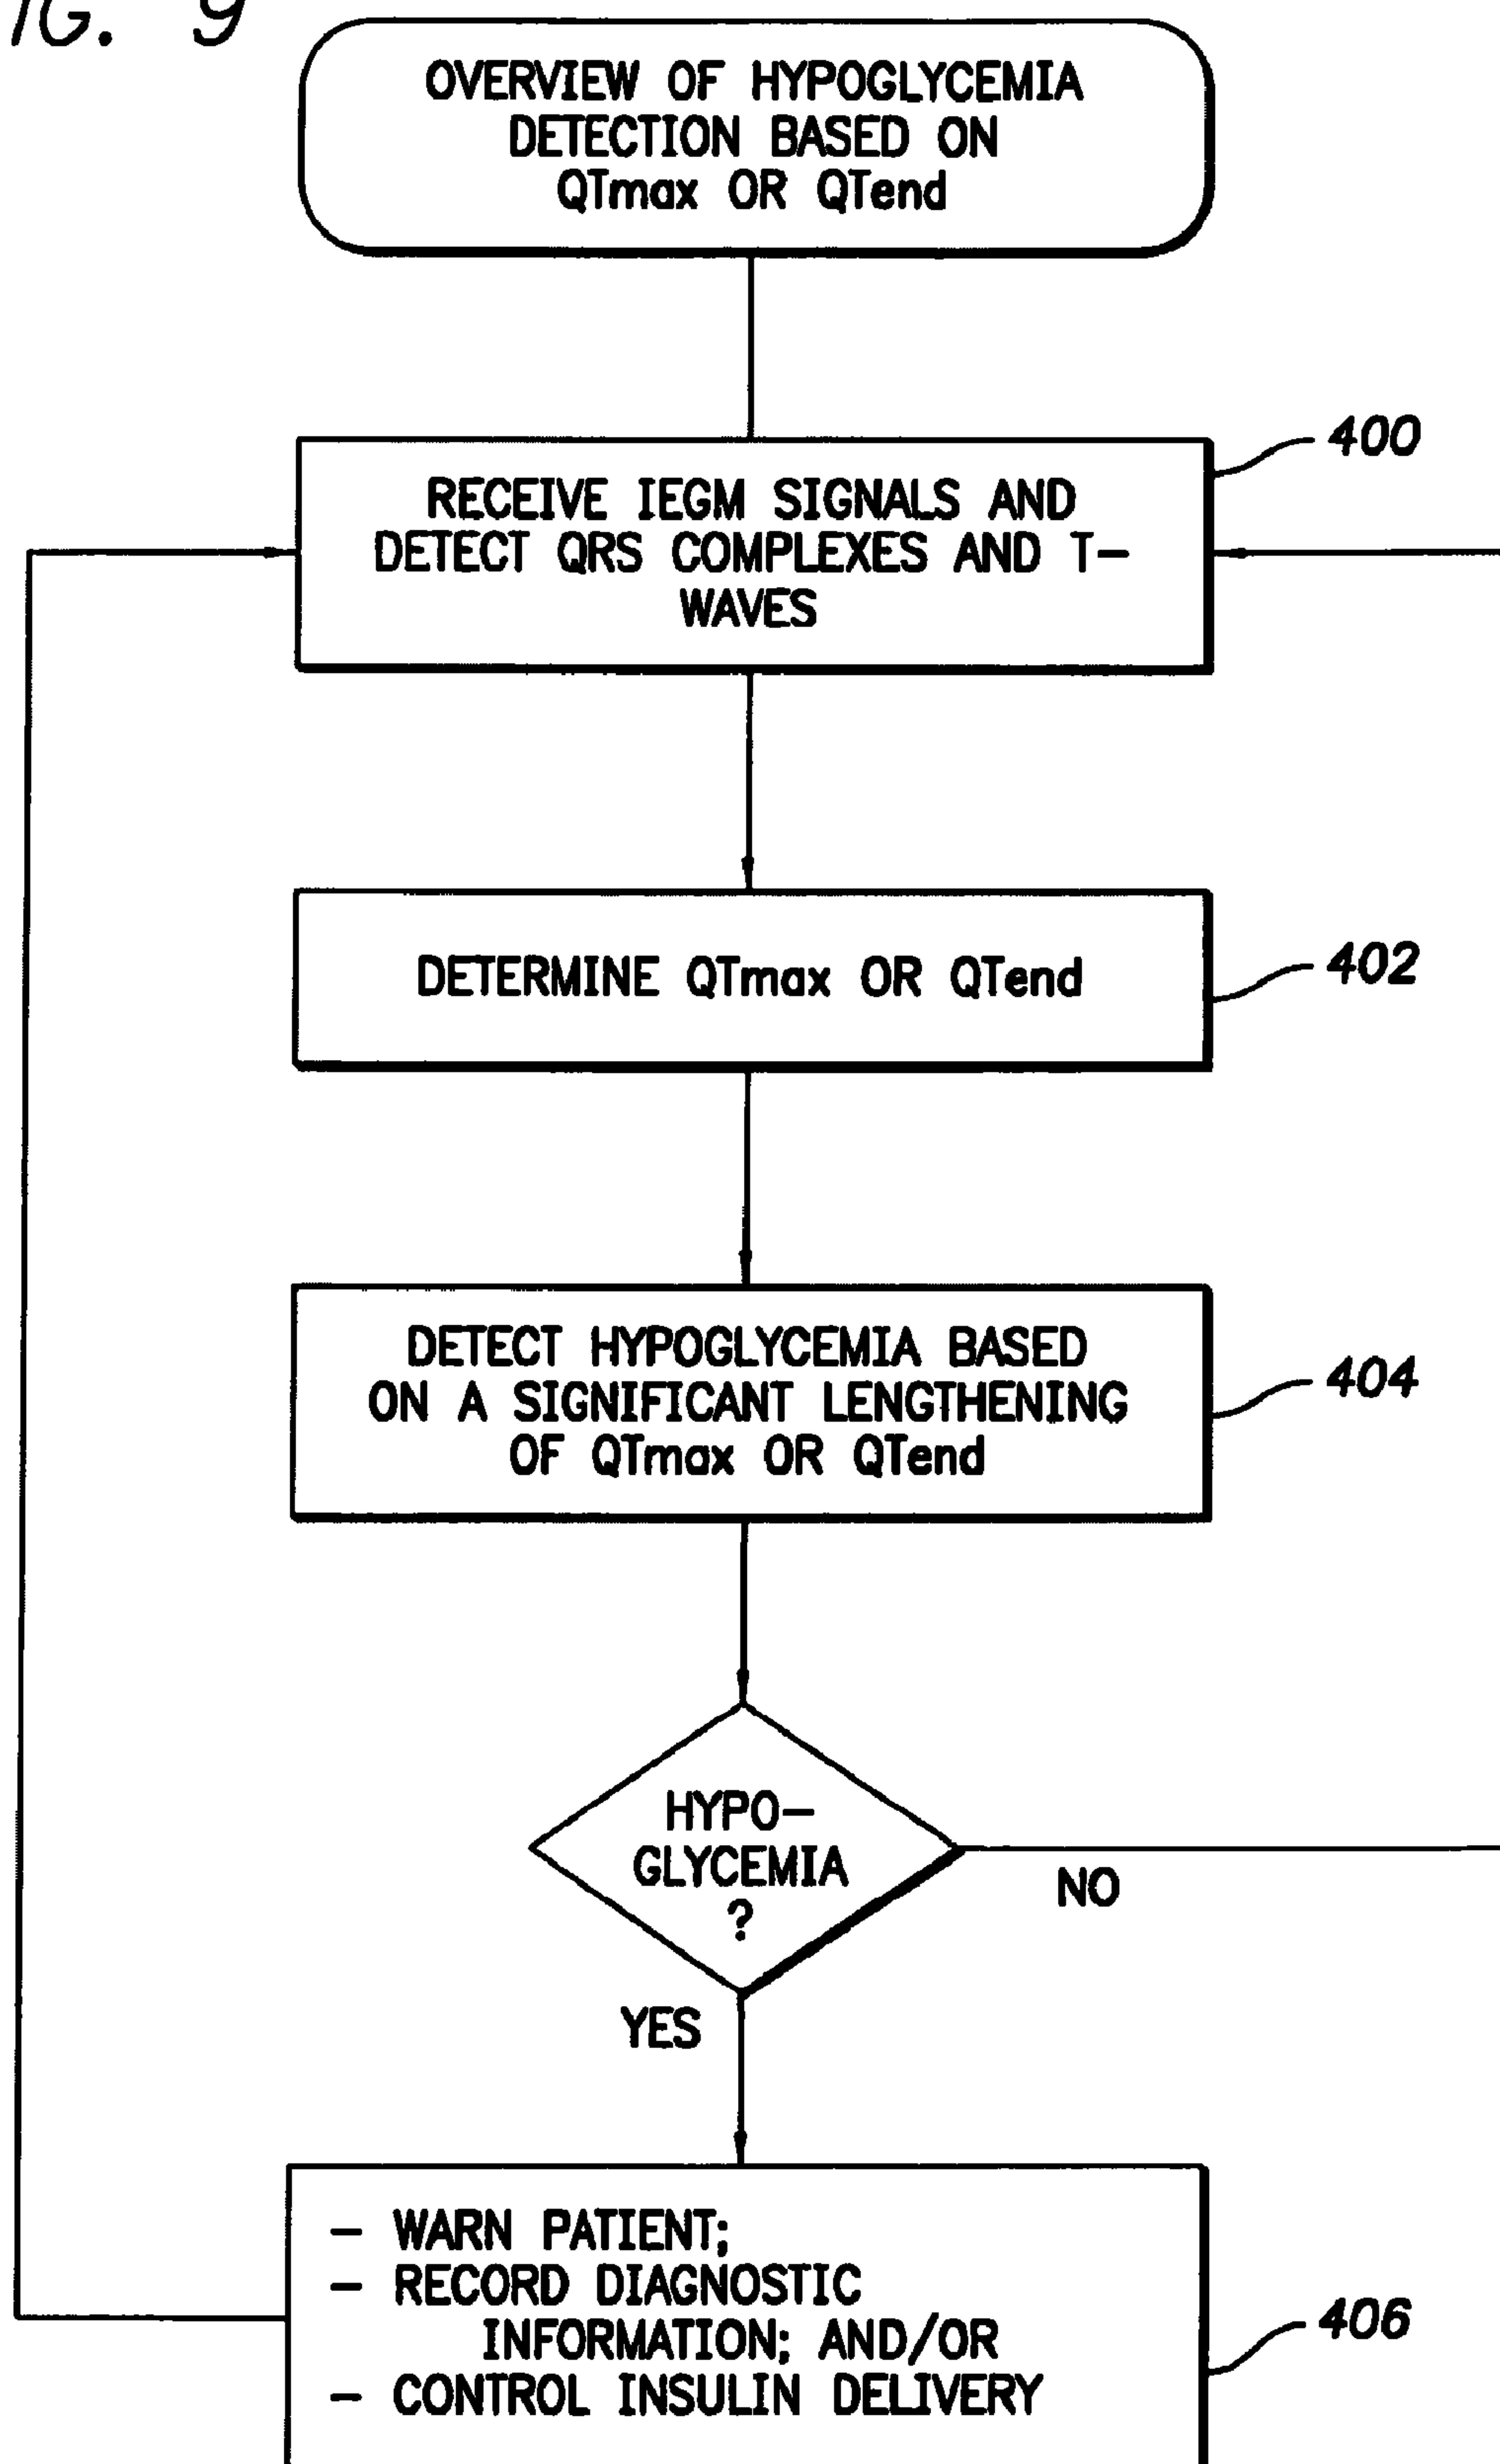 IG. 9
OVERVIEW OF HYPOGLYCEMIA
DETECTION BASED ON
QTmax OR QTend
400
RECEIVE IEGM SIGNALS AND
DETECT QRS COMPLEXES AND T-
WAVES
DETERMINE QTmax OR QTend
402
DETECT HYPOGLYCEMIA BASED
ON A SIGNIFICANT LENGTHENING
OF QTmax OR QTend
404
HYPO-
GLYCEMIA
?
NO
YES
- WARN PATIENT;
- RECORD DIAGNOSTIC
INFORMATION; AND/OR
- CONTROL INSULIN DELIVERY
406